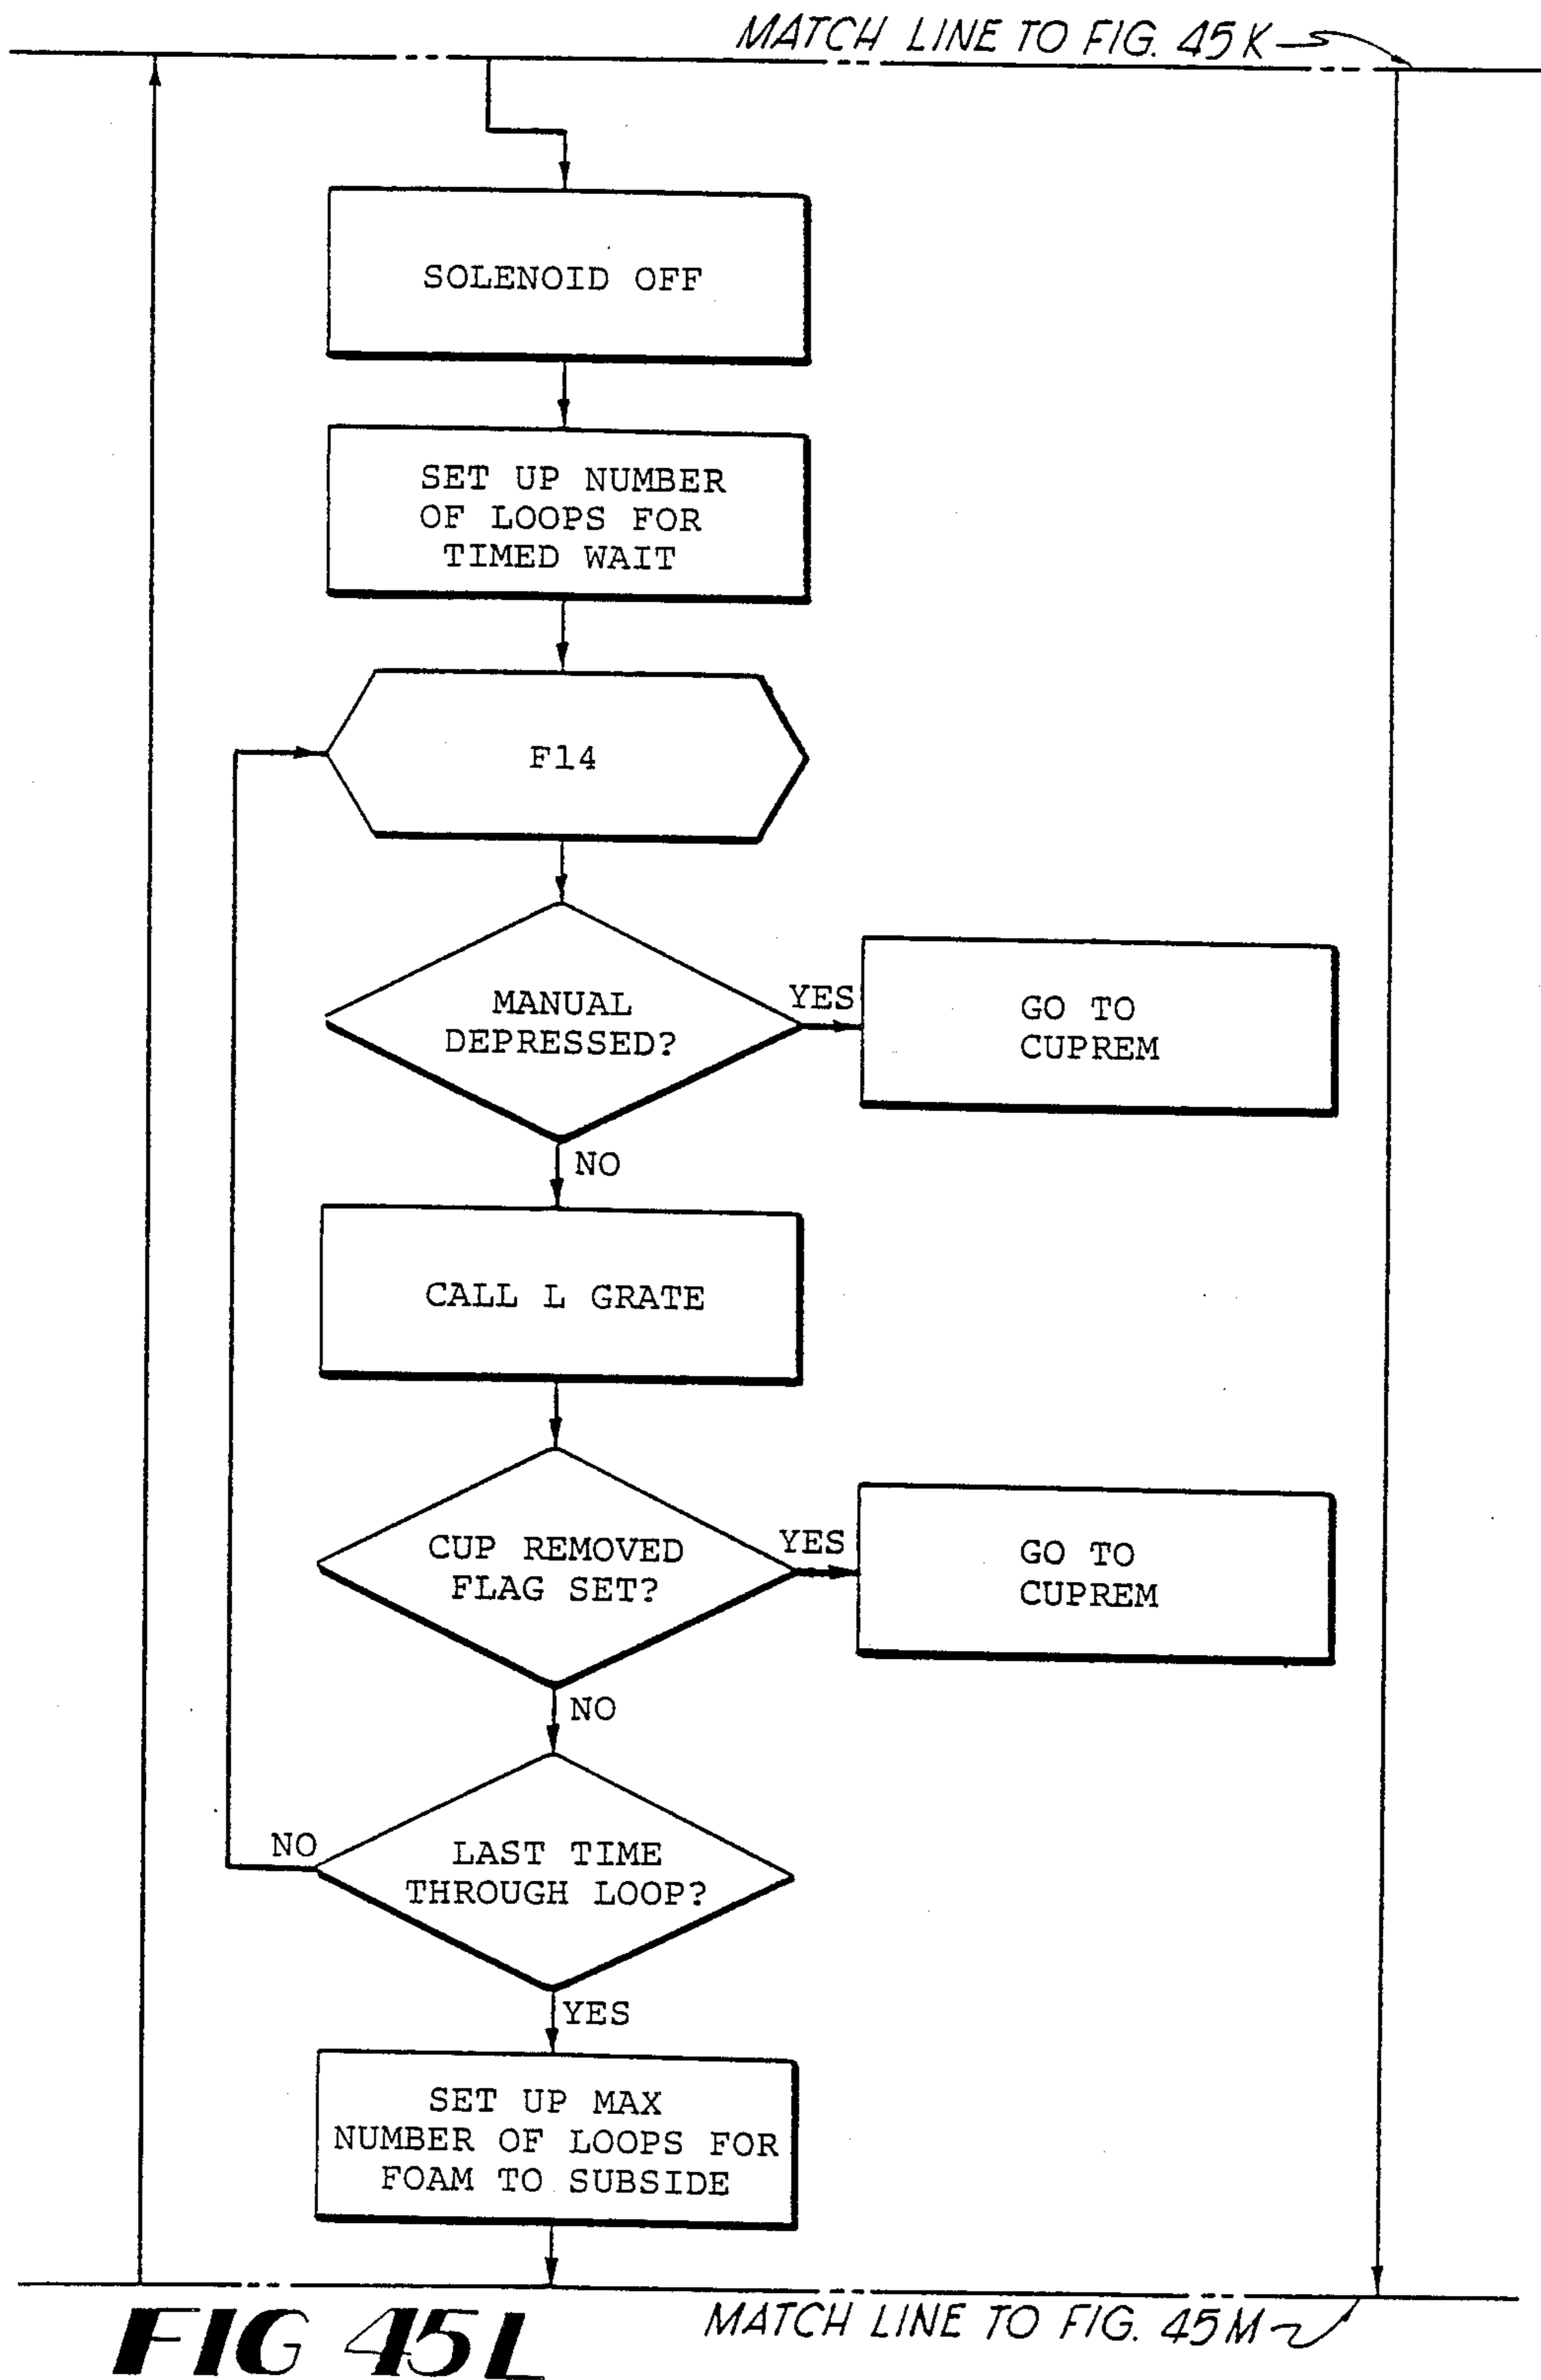 MATCH LINE TO FIG. 45K
SOLENOID OFF
SET UP NUMBER
OF LOOPS FOR
TIMED WAIT
F14
MANUAL
DEPRESSED?
YES
GO TO
CUPREM
NO
CALL L GRATE
CUP REMOVED
FLAG SET?
YES
GO TO
CUPREM
NO
LAST TIME
THROUGH LOOP?
NO
YES
SET UP MAX
NUMBER OF LOOPS FOR
FOAM TO SUBSIDE
FIG 45L
MATCH LINE TO FIG. 45M